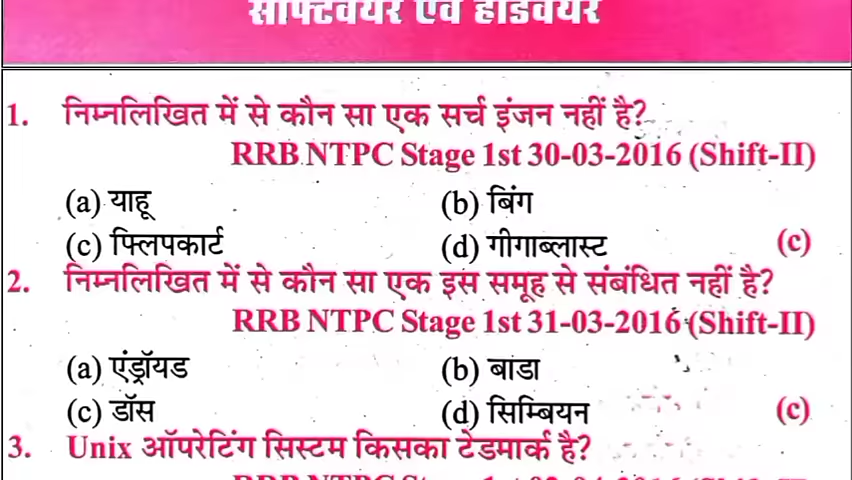 सॉफ्टवेयर एवं हार्डवेयर
1. निम्नलिखित में से कौन सा एक सर्च इंजन नहीं है?
RRB NTPC Stage 1st 30-03-2016 (Shift-II)
(a) याहू (b) बिंग
(c) फ्लिपकार्ट (d) गीगाब्लास्ट (c)
2. निम्नलिखित में से कौन सा एक इस समूह से संबंधित नहीं है?
RRB NTPC Stage 1st 31-03-2016 (Shift-II)
(a) एंड्रॉयड (b) बाडा
(c) डॉस (d) सिम्बियन (c)
3. Unix ऑपरेटिंग सिस्टम किसका टेडमार्क है?